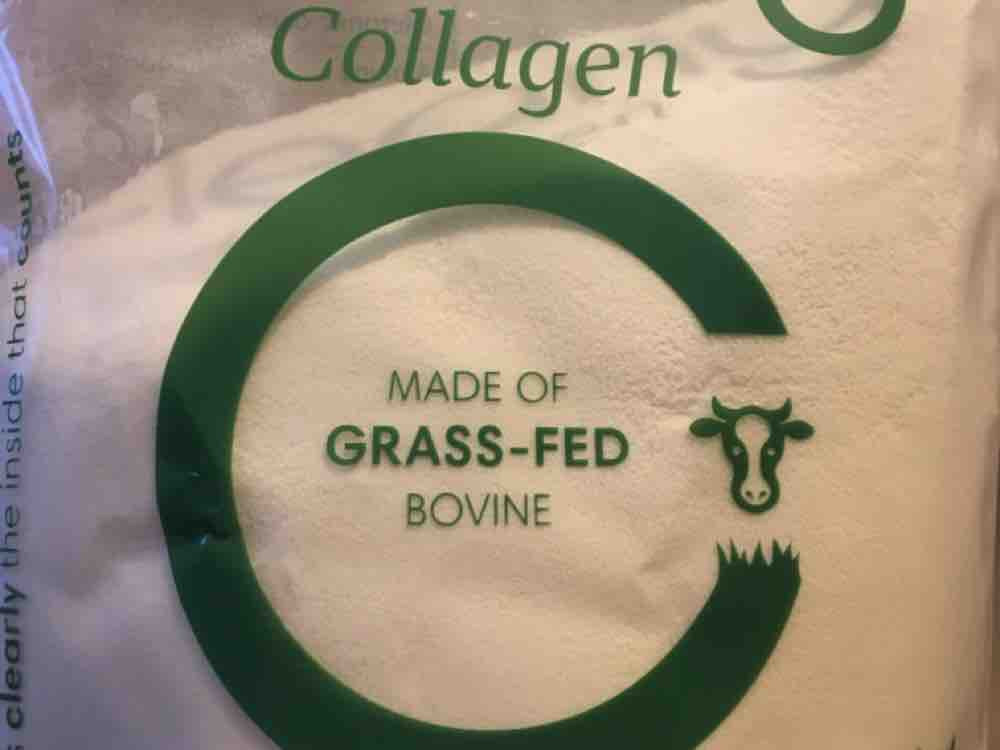 Collagen
MADE OF
GRASS-FED
BOVINE
clearly the inside that counts